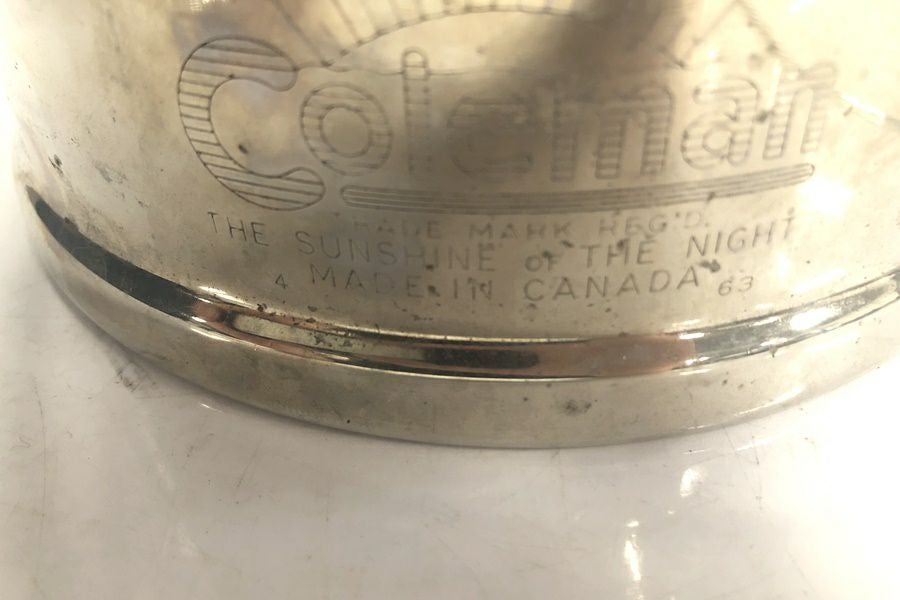 Coleman
TRADE MARK REG'D.
THE SUNSHINE OF THE NIGHT
4 MADE IN CANADA 63